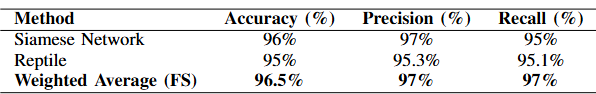 Method Accuracy (%) Precision (%) Recall (%)
Siamese Network 96% 97% 95%
Reptile 95% 95.3% 95.1%
Weighted Average (FS) 96.5% 97% 97%